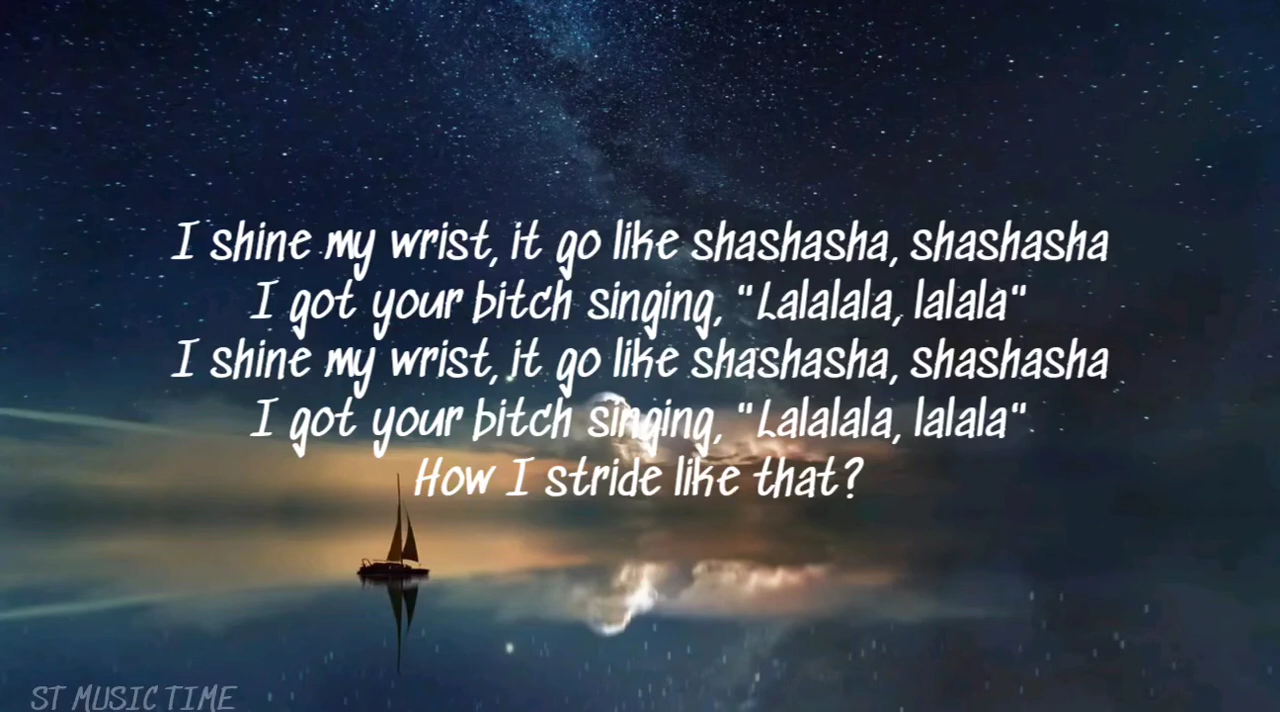 I shine my wrist, it go like shashasha, shashasha
I got your bitch singing, "Lalalala, lalala"
I shine my wrist, it go like shashasha, shashasha
I got your bitch singing, "Lalalala, lalala"
How I stride like that?
ST MUSIC TIME